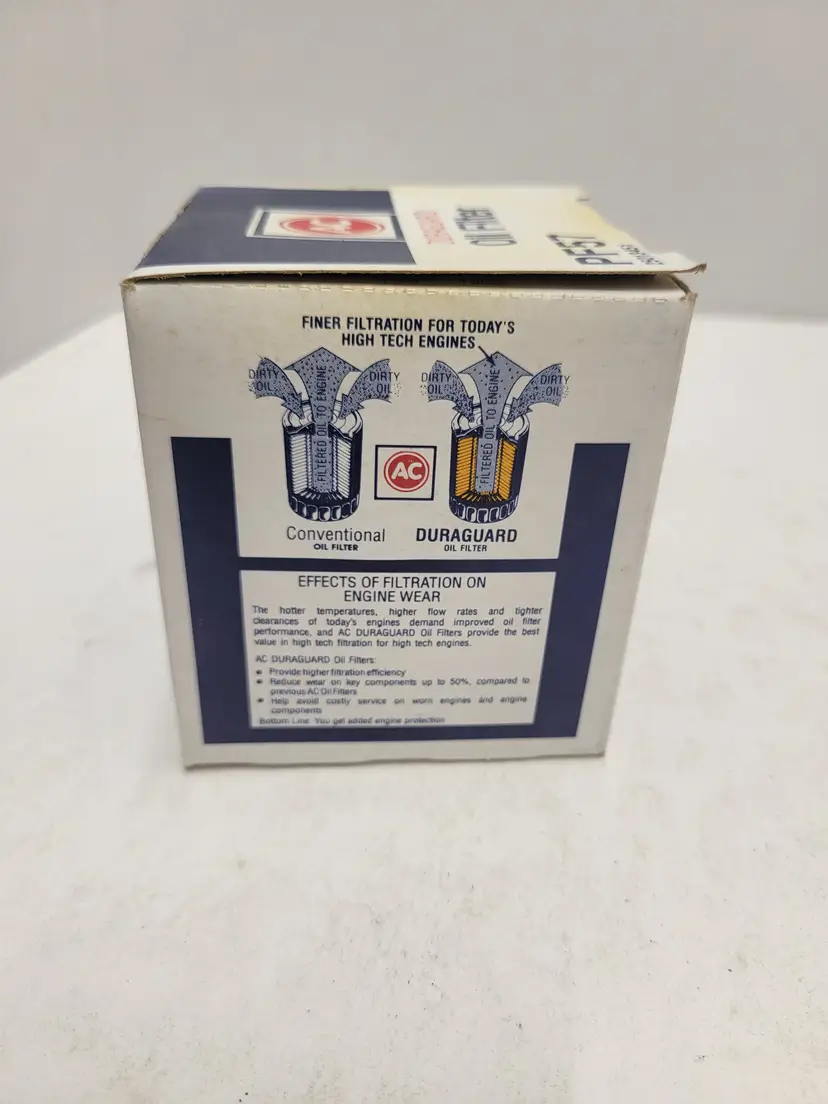 AC
DURAGUARD
Oil Filter
PF57
FINER FILTRATION FOR TODAY'S
HIGH TECH ENGINES
DIRTY OIL
FILTERED OIL TO ENGINE
DIRTY OIL
DIRTY OIL
FILTERED OIL TO ENGINE
DIRTY OIL
AC
Conventional
OIL FILTER
DURAGUARD
OIL FILTER
EFFECTS OF FILTRATION ON
ENGINE WEAR
The hotter temperatures, higher flow rates and tighter
clearances of today's engines demand improved oil filter
performance, and AC DURAGUARD Oil Filters provide the best
value in high tech filtration for high tech engines.
AC DURAGUARD Oil Filters:
• Provide higher filtration efficiency
• Reduce wear on key components up to 50%, compared to
previous AC Oil Filters
• Help avoid costly service on worn engines and engine
components
Bottom Line: You get added engine protection